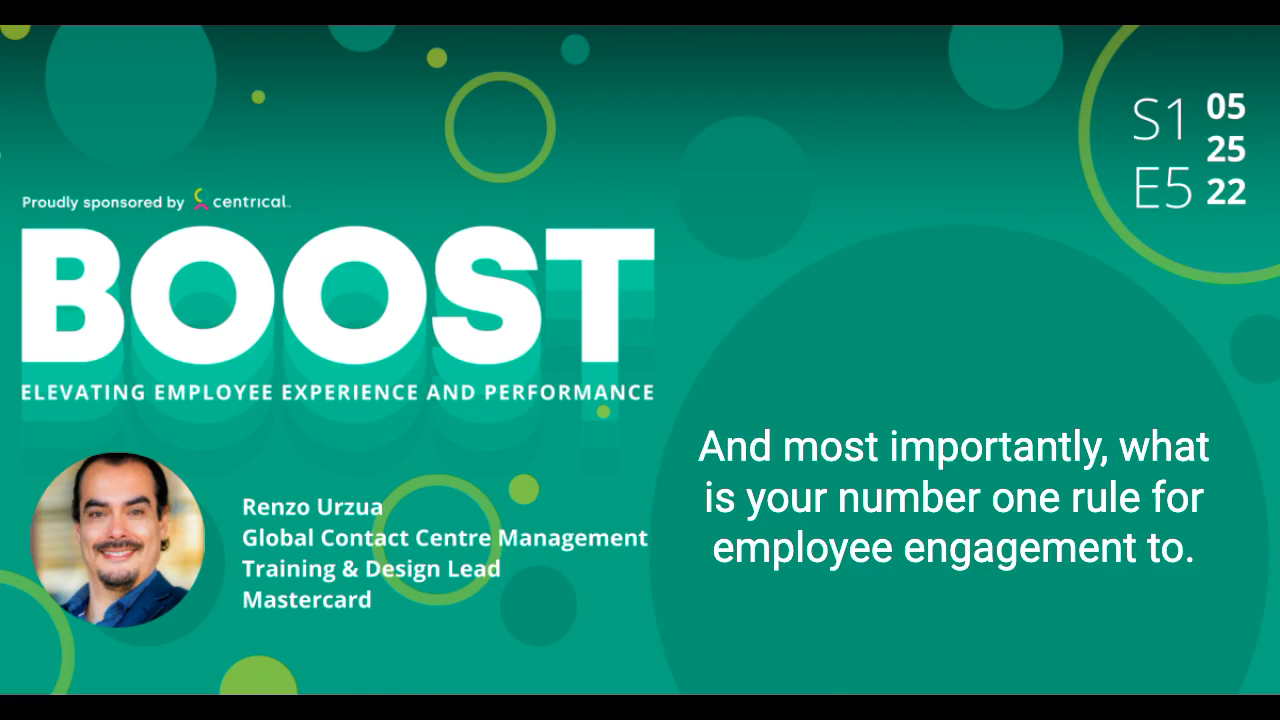 S1 05
25
E5 22
Proudly sponsored by centrical
BOOST
ELEVATING EMPLOYEE EXPERIENCE AND PERFORMANCE
And most importantly, what
is your number one rule for
employee engagement to.
Renzo Urzua
Global Contact Centre Management
Training & Design Lead
Mastercard